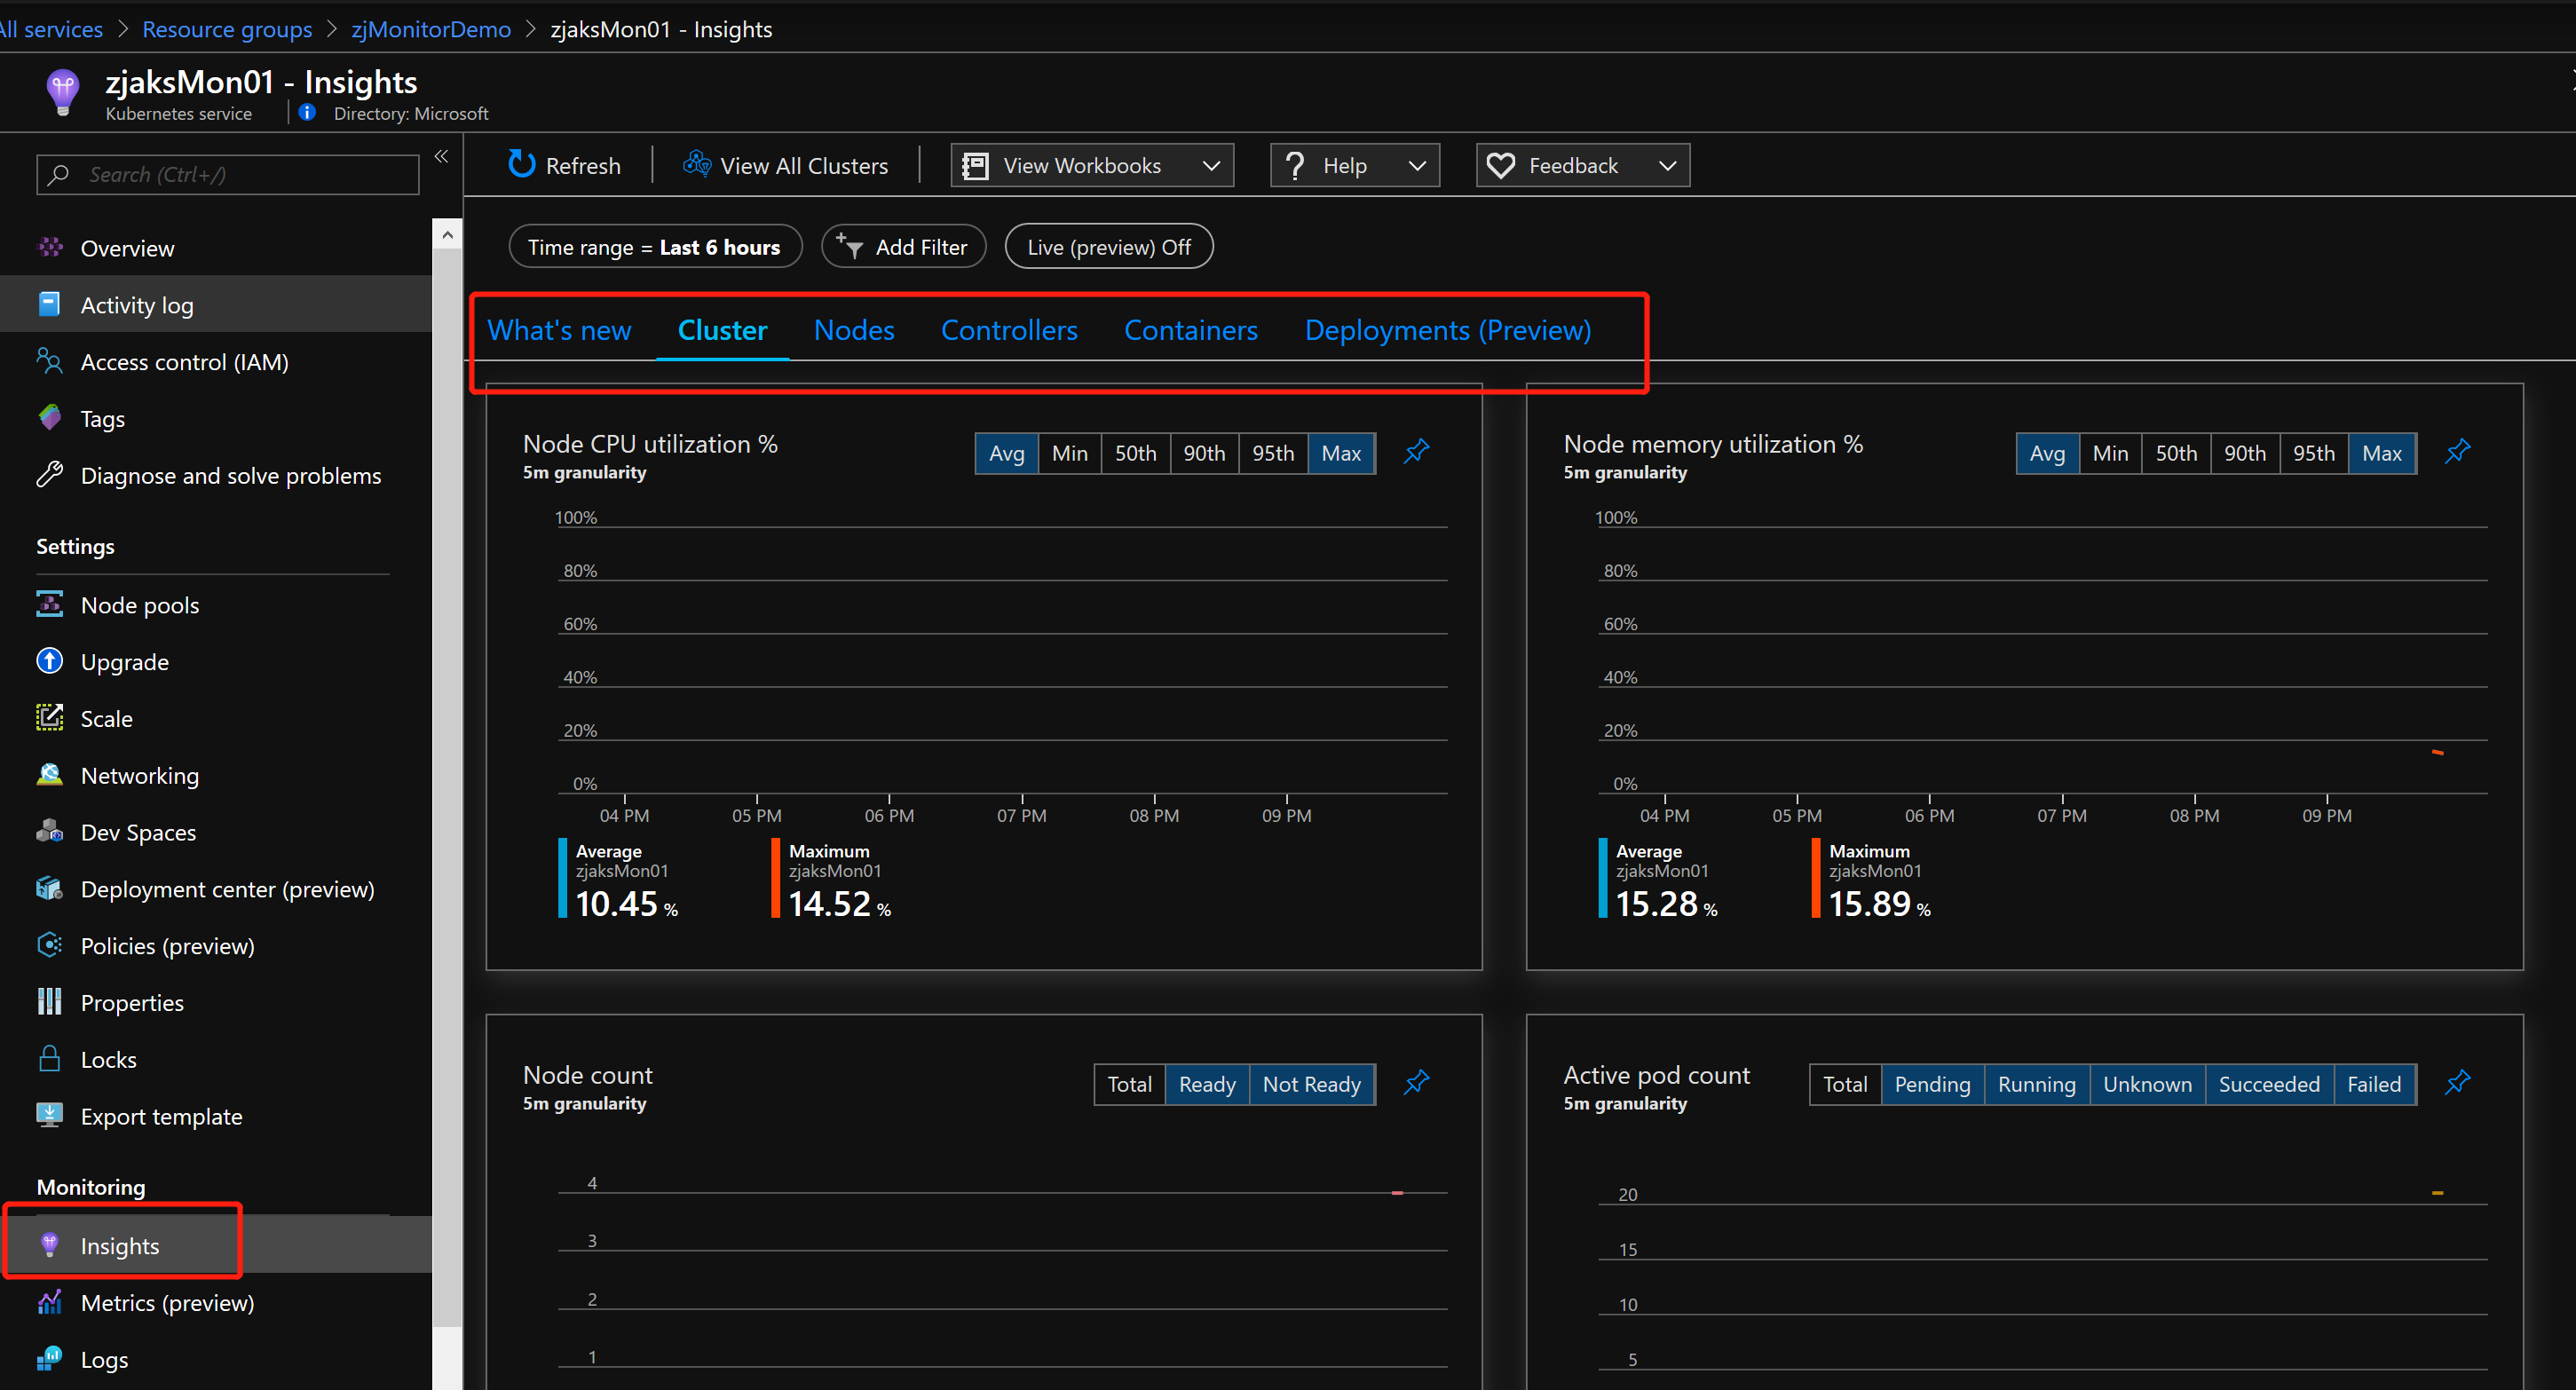 All services > Resource groups > zjMonitorDemo > zjaksMon01 - Insights
zjaksMon01 - Insights
Kubernetes service
Directory: Microsoft
Search (Ctrl+/)
Overview
Activity log
Access control (IAM)
Tags
Diagnose and solve problems
Settings
Node pools
Upgrade
Scale
Networking
Dev Spaces
Deployment center (preview)
Policies (preview)
Properties
Locks
Export template
Monitoring
Insights
Metrics (preview)
Logs
Refresh
View All Clusters
View Workbooks
Help
Feedback
Time range = Last 6 hours
Add Filter
Live (preview) Off
What's new
Cluster
Nodes
Controllers
Containers
Deployments (Preview)
Node CPU utilization %
5m granularity
Avg Min 50th 90th 95th Max
100%
80%
60%
40%
20%
0%
04 PM 05 PM 06 PM 07 PM 08 PM 09 PM
Average
zjaksMon01
10.45 %
Maximum
zjaksMon01
14.52 %
Node memory utilization %
5m granularity
Avg Min 50th 90th 95th Max
100%
80%
60%
40%
20%
0%
04 PM 05 PM 06 PM 07 PM 08 PM 09 PM
Average
zjaksMon01
15.28 %
Maximum
zjaksMon01
15.89 %
Node count
5m granularity
Total Ready Not Ready
4
3
2
1
Active pod count
5m granularity
Total Pending Running Unknown Succeeded Failed
20
15
10
5